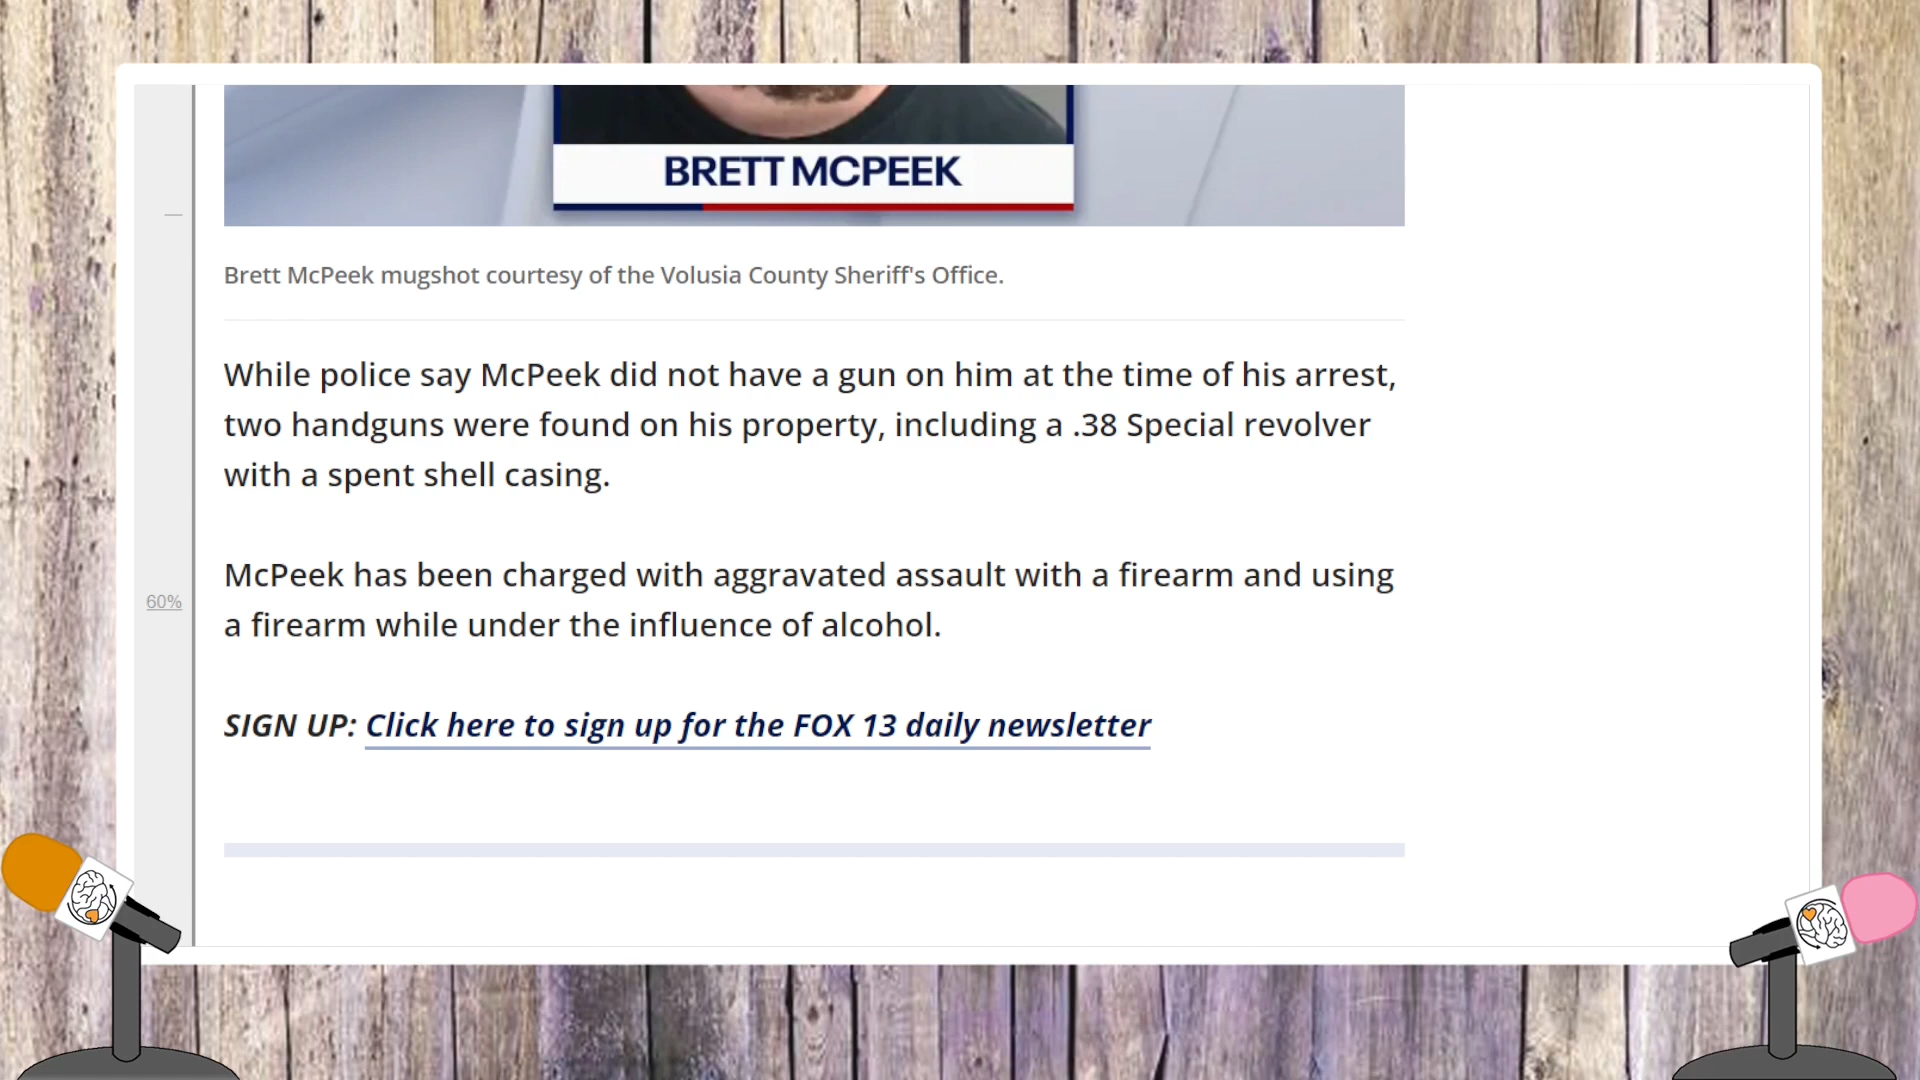 BRETT MCPEEK
Brett McPeek mugshot courtesy of the Volusia County Sheriff's Office.
While police say McPeek did not have a gun on him at the time of his arrest,
two handguns were found on his property, including a .38 Special revolver
with a spent shell casing.
McPeek has been charged with aggravated assault with a firearm and using
60%
a firearm while under the influence of alcohol.
SIGN UP: Click here to sign up for the FOX 13 daily newsletter